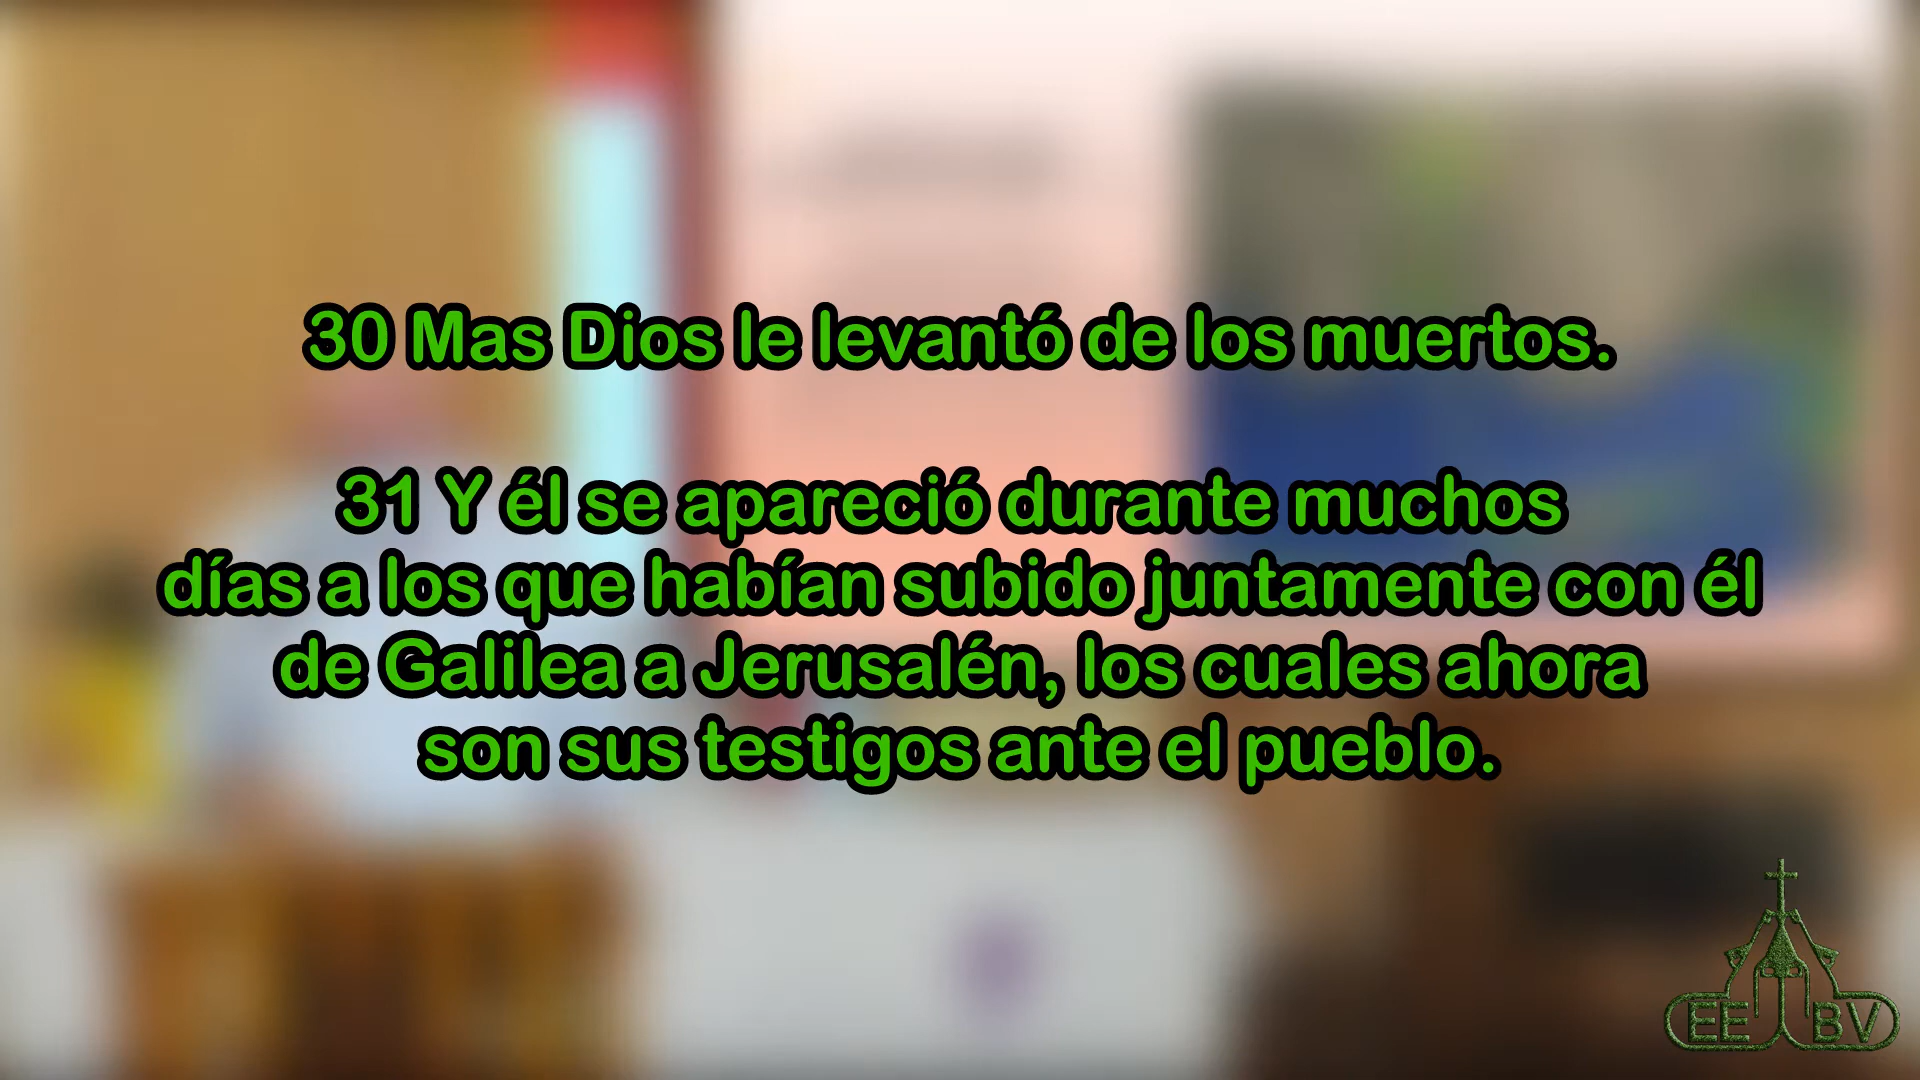 30 Mas Dios le levantó de los muertos.
31 Y él se apareció durante muchos
días a los que habían subido juntamente con él
de Galilea a Jerusalén, los cuales ahora
son sus testigos ante el pueblo.
EE BV